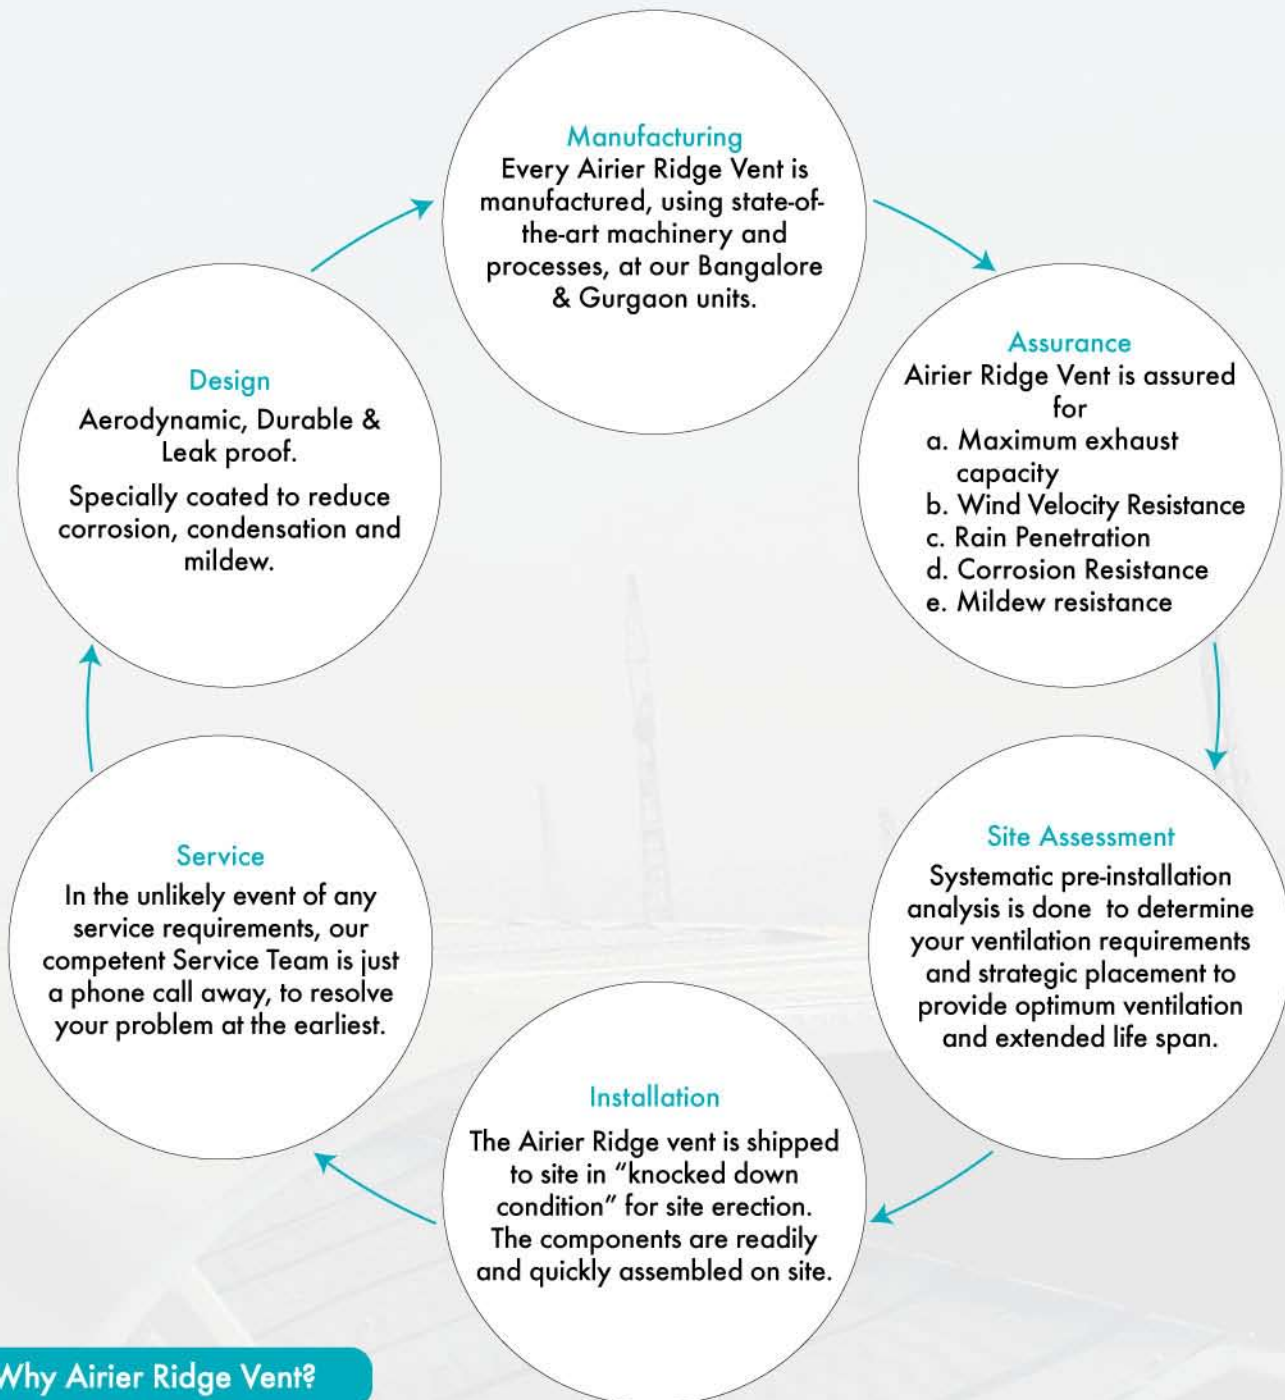 Manufacturing
Every Airier Ridge Vent is
manufactured, using state-of-
the-art machinery and
processes, at our Bangalore
& Gurgaon units.
Assurance
Airier Ridge Vent is assured
for
a. Maximum exhaust
capacity
b. Wind Velocity Resistance
c. Rain Penetration
d. Corrosion Resistance
e. Mildew resistance
Site Assessment
Systematic pre-installation
analysis is done to determine
your ventilation requirements
and strategic placement to
provide optimum ventilation
and extended life span.
Installation
The Airier Ridge vent is shipped
to site in “knocked down
condition” for site erection.
The components are readily
and quickly assembled on site.
Service
In the unlikely event of any
service requirements, our
competent Service Team is just
a phone call away, to resolve
your problem at the earliest.
Design
Aerodynamic, Durable &
Leak proof.
Specially coated to reduce
corrosion, condensation and
mildew.
Why Airier Ridge Vent?